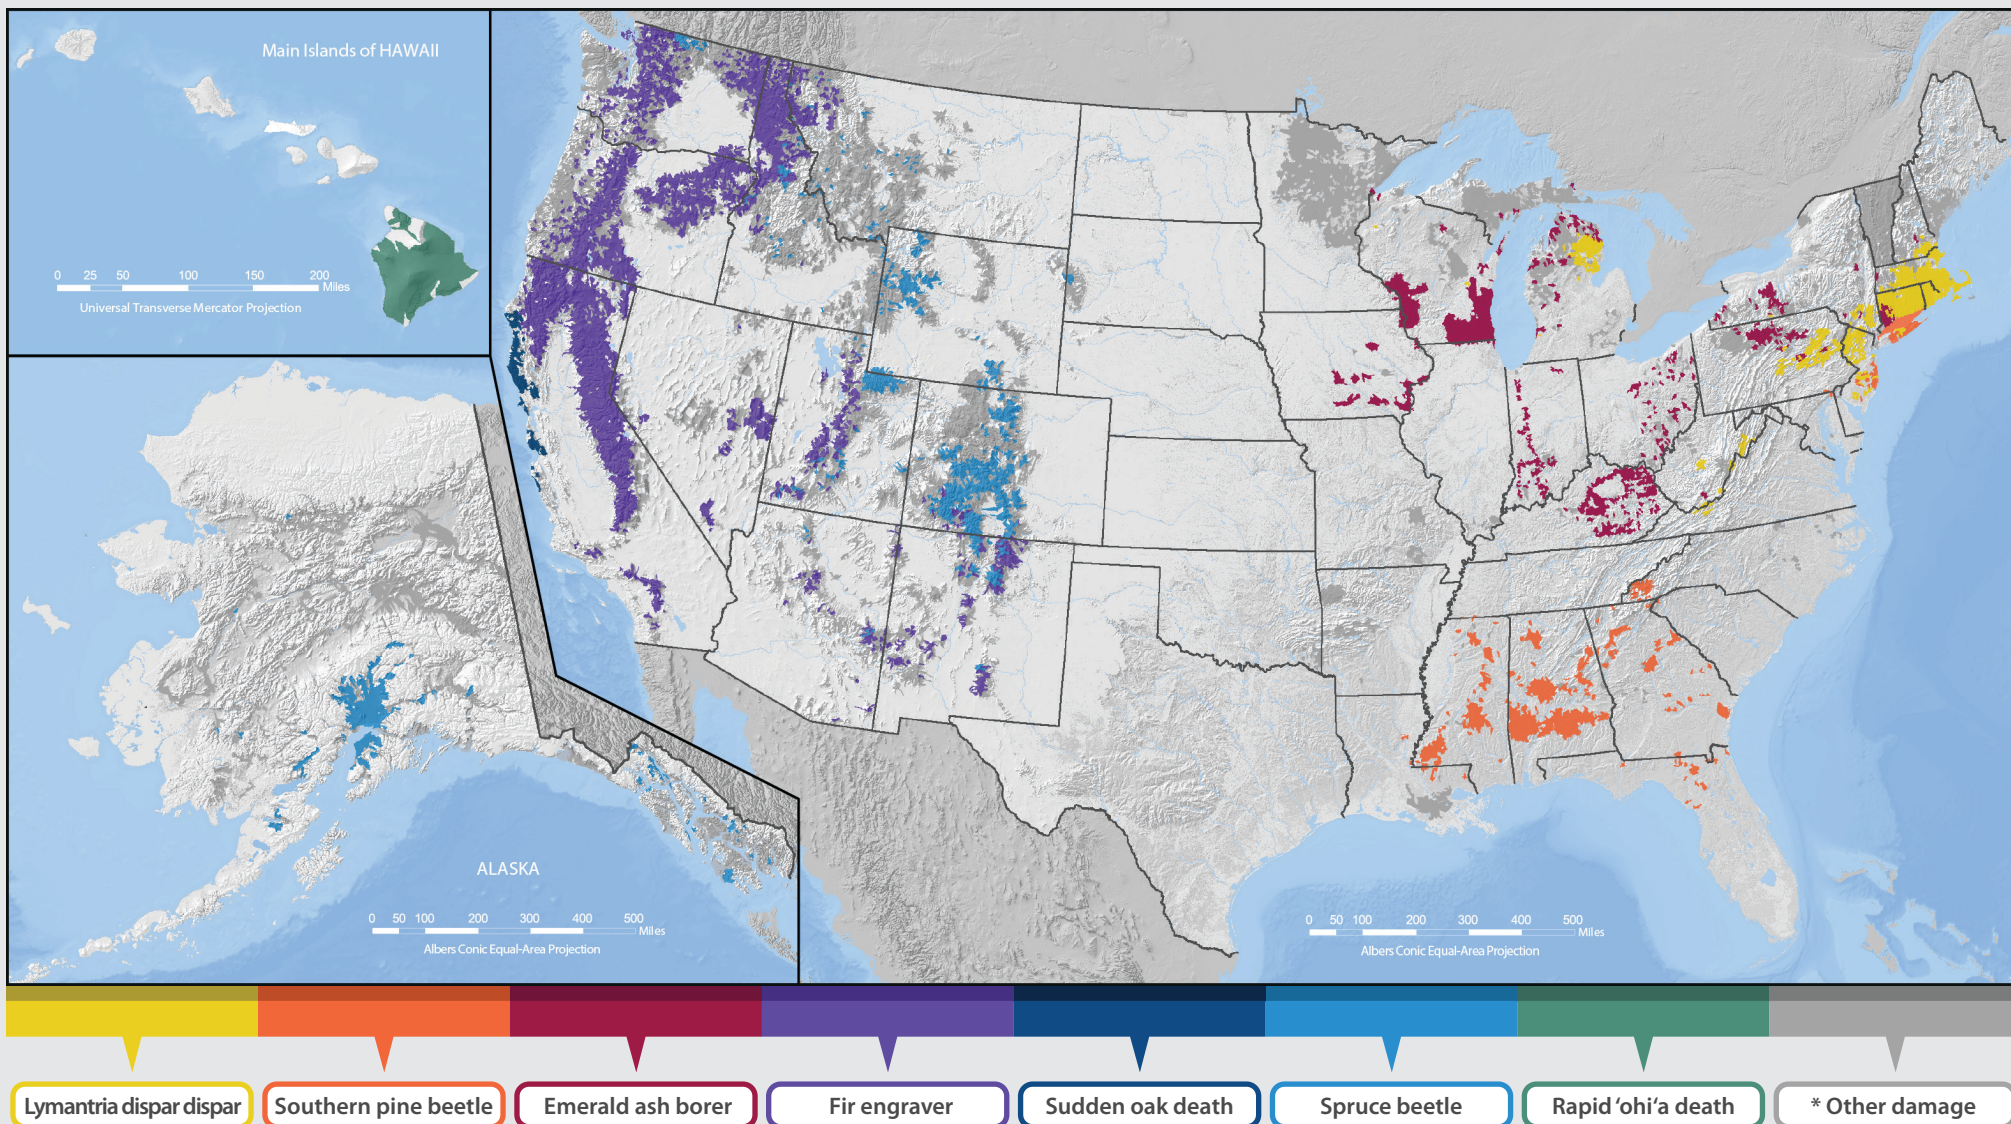 Main Islands of HAWAII
0 25 50 100 150 200
Miles
Universal Transverse Mercator Projection
ALASKA
0 50 100 200 300 400 500
Miles
Albers Conic Equal-Area Projection
0 50 100 200 300 400 500
Miles
Albers Conic Equal-Area Projection
Lymantria dispar dispar
Southern pine beetle
Emerald ash borer
Fir engraver
Sudden oak death
Spruce beetle
Rapid ‘ohi‘a death
* Other damage